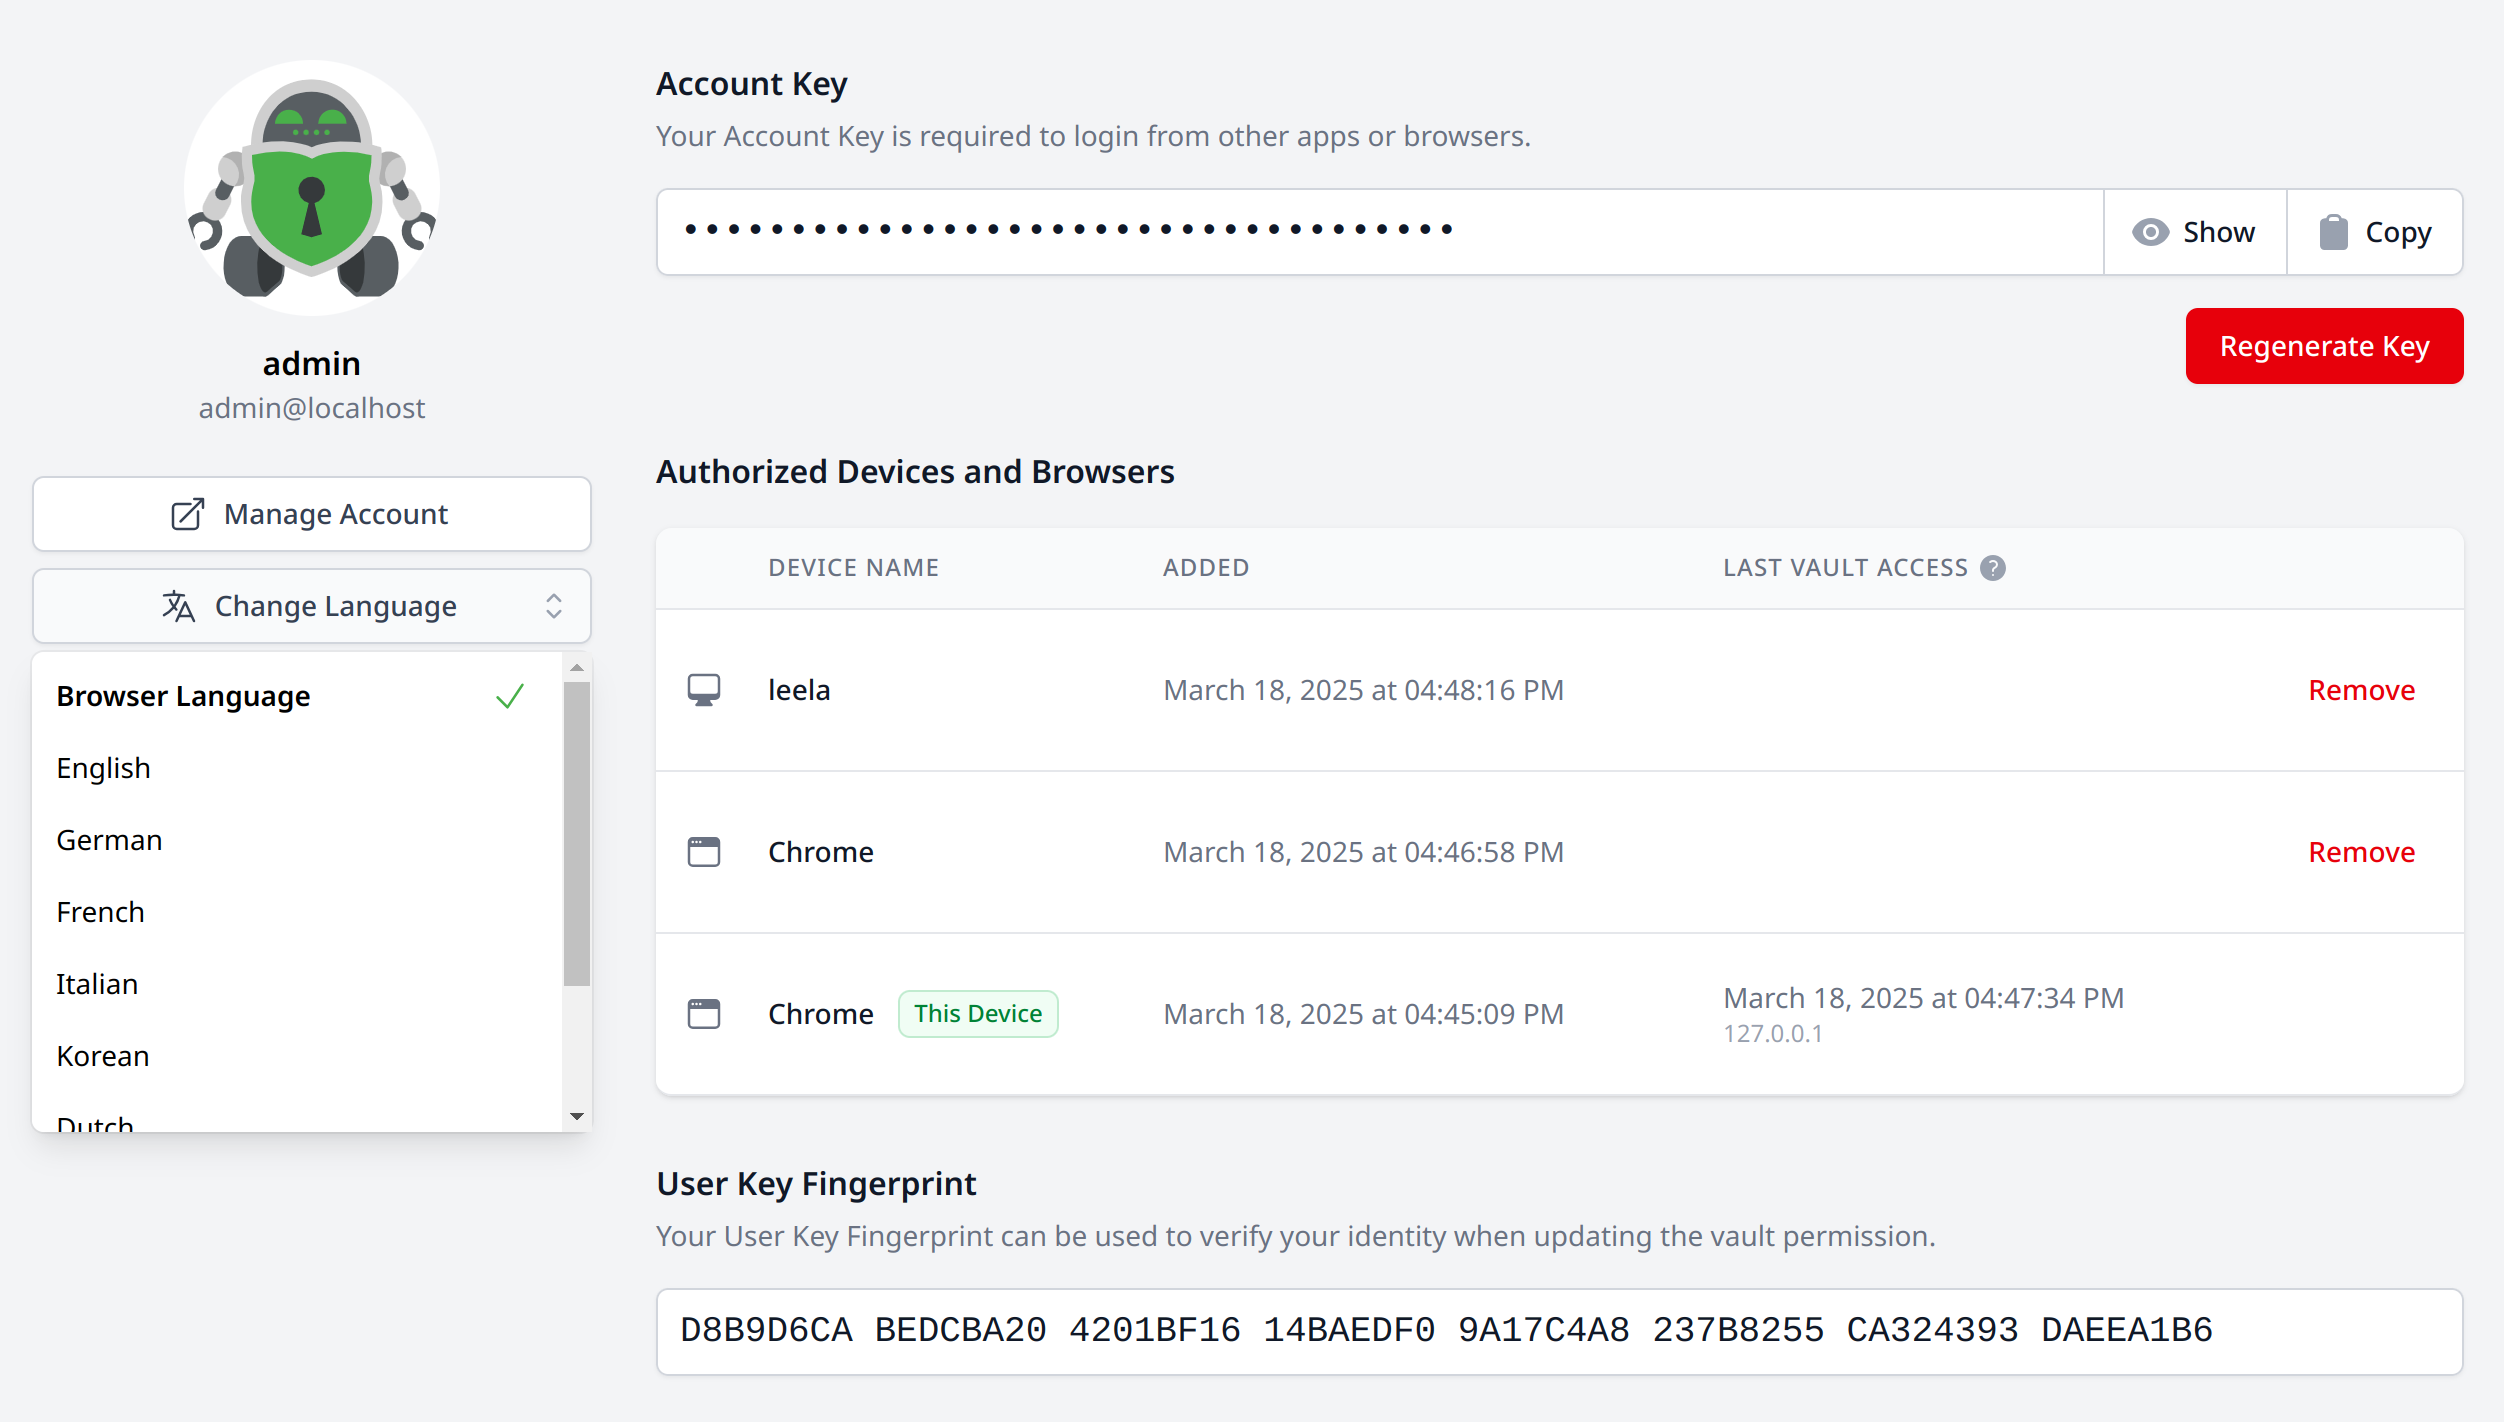 admin
admin@localhost
Manage Account
Change Language
Browser Language
English
German
French
Italian
Korean
Dutch
Account Key
Your Account Key is required to login from other apps or browsers.
Show
Copy
Regenerate Key
Authorized Devices and Browsers
DEVICE NAME ADDED LAST VAULT ACCESS ?
leela March 18, 2025 at 04:48:16 PM Remove
Chrome March 18, 2025 at 04:46:58 PM Remove
Chrome This Device March 18, 2025 at 04:45:09 PM March 18, 2025 at 04:47:34 PM
127.0.0.1
User Key Fingerprint
Your User Key Fingerprint can be used to verify your identity when updating the vault permission.
D8B9D6CA BEDCBA20 4201BF16 14BAEDF0 9A17C4A8 237B8255 CA324393 DAEEA1B6